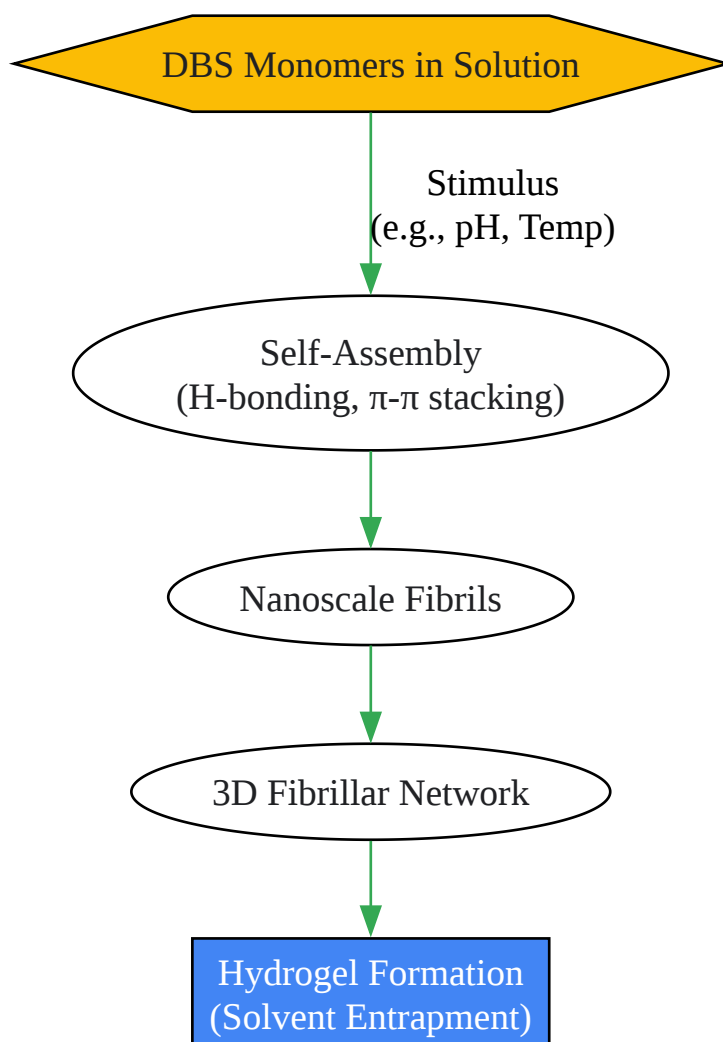 DBS Monomers in Solution
Stimulus
(e.g., pH, Temp)
Self-Assembly
(H-bonding, π-π stacking)
Nanoscale Fibrils
3D Fibrillar Network
Hydrogel Formation
(Solvent Entrapment)